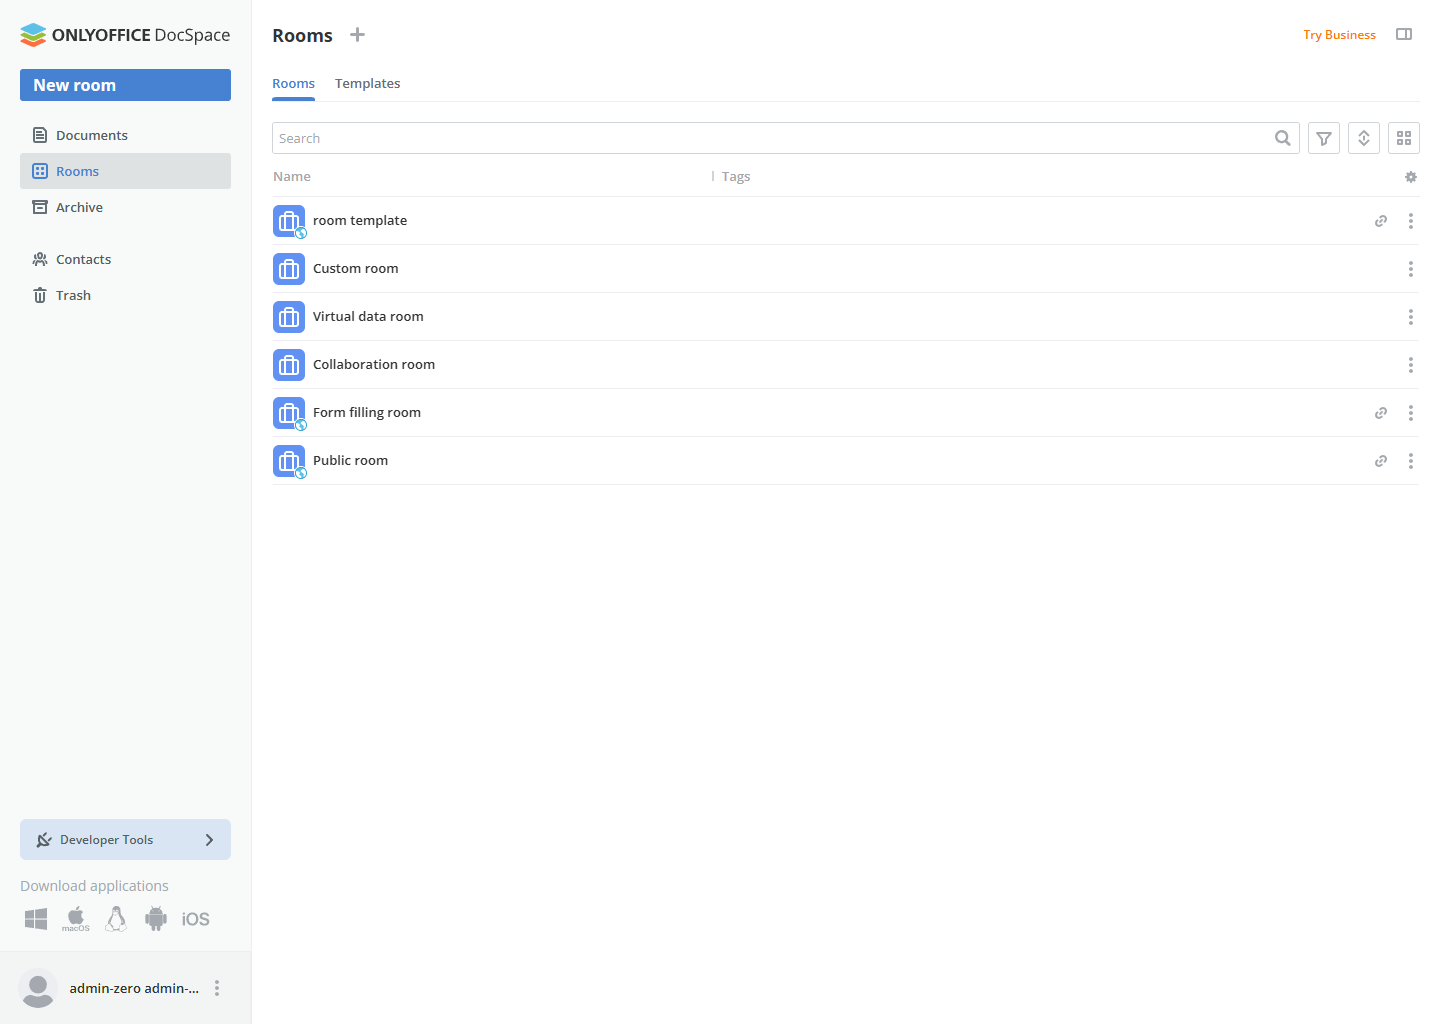 ONLYOFFICE DocSpace
New room
Documents
Rooms
Archive
Contacts
Trash
Developer Tools
Download applications
macOS
iOS
admin-zero admin-...
Rooms
Try Business
Rooms
Templates
Search
Name
Tags
room template
Custom room
Virtual data room
Collaboration room
Form filling room
Public room